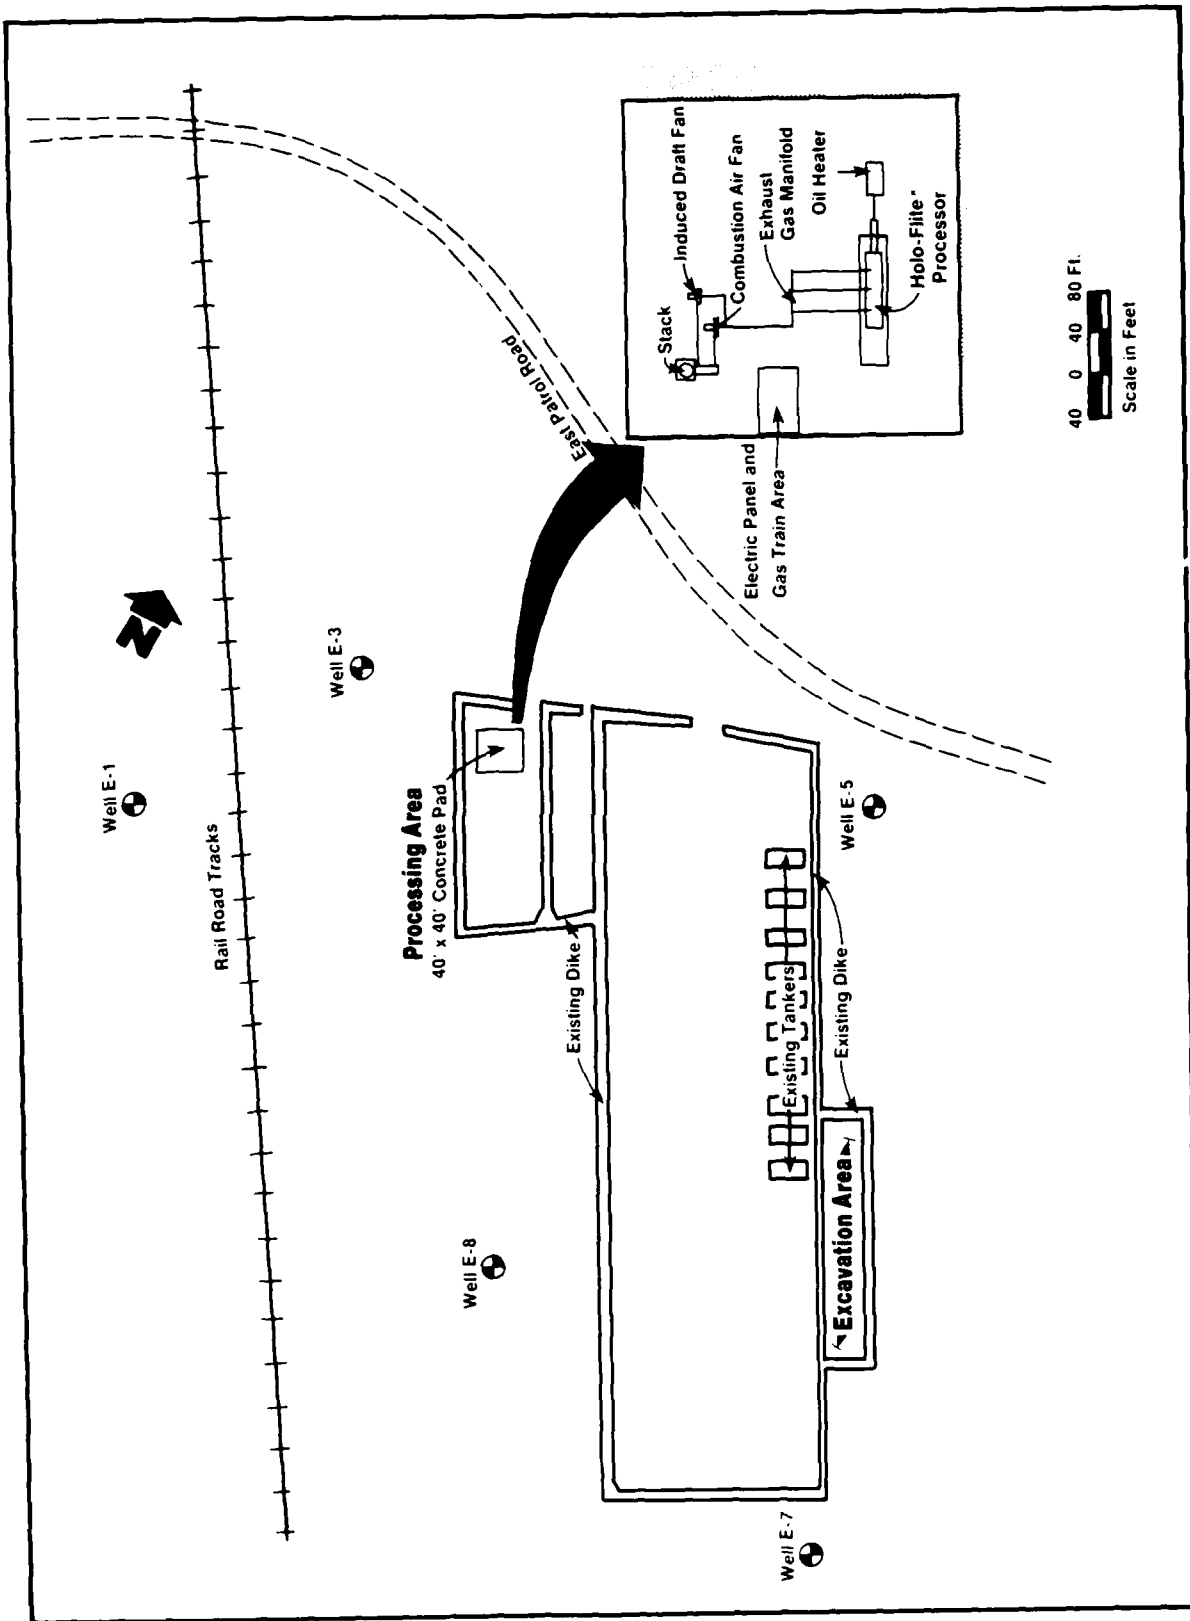 Well E-1
Rail Road Tracks
N
Well E-3
Well E-8
Processing Area
40' x 40' Concrete Pad
East Patrol Road
Existing Dike
Existing Tankers
Existing Dike
Excavation Area
Well E-5
Well E-7
Stack
Induced Draft Fan
Combustion Air Fan
Exhaust
Gas Manifold
Oil Heater
Holo-Flite
Processor
Electric Panel and
Gas Train Area
40 0 40 80 Ft.
Scale in Feet